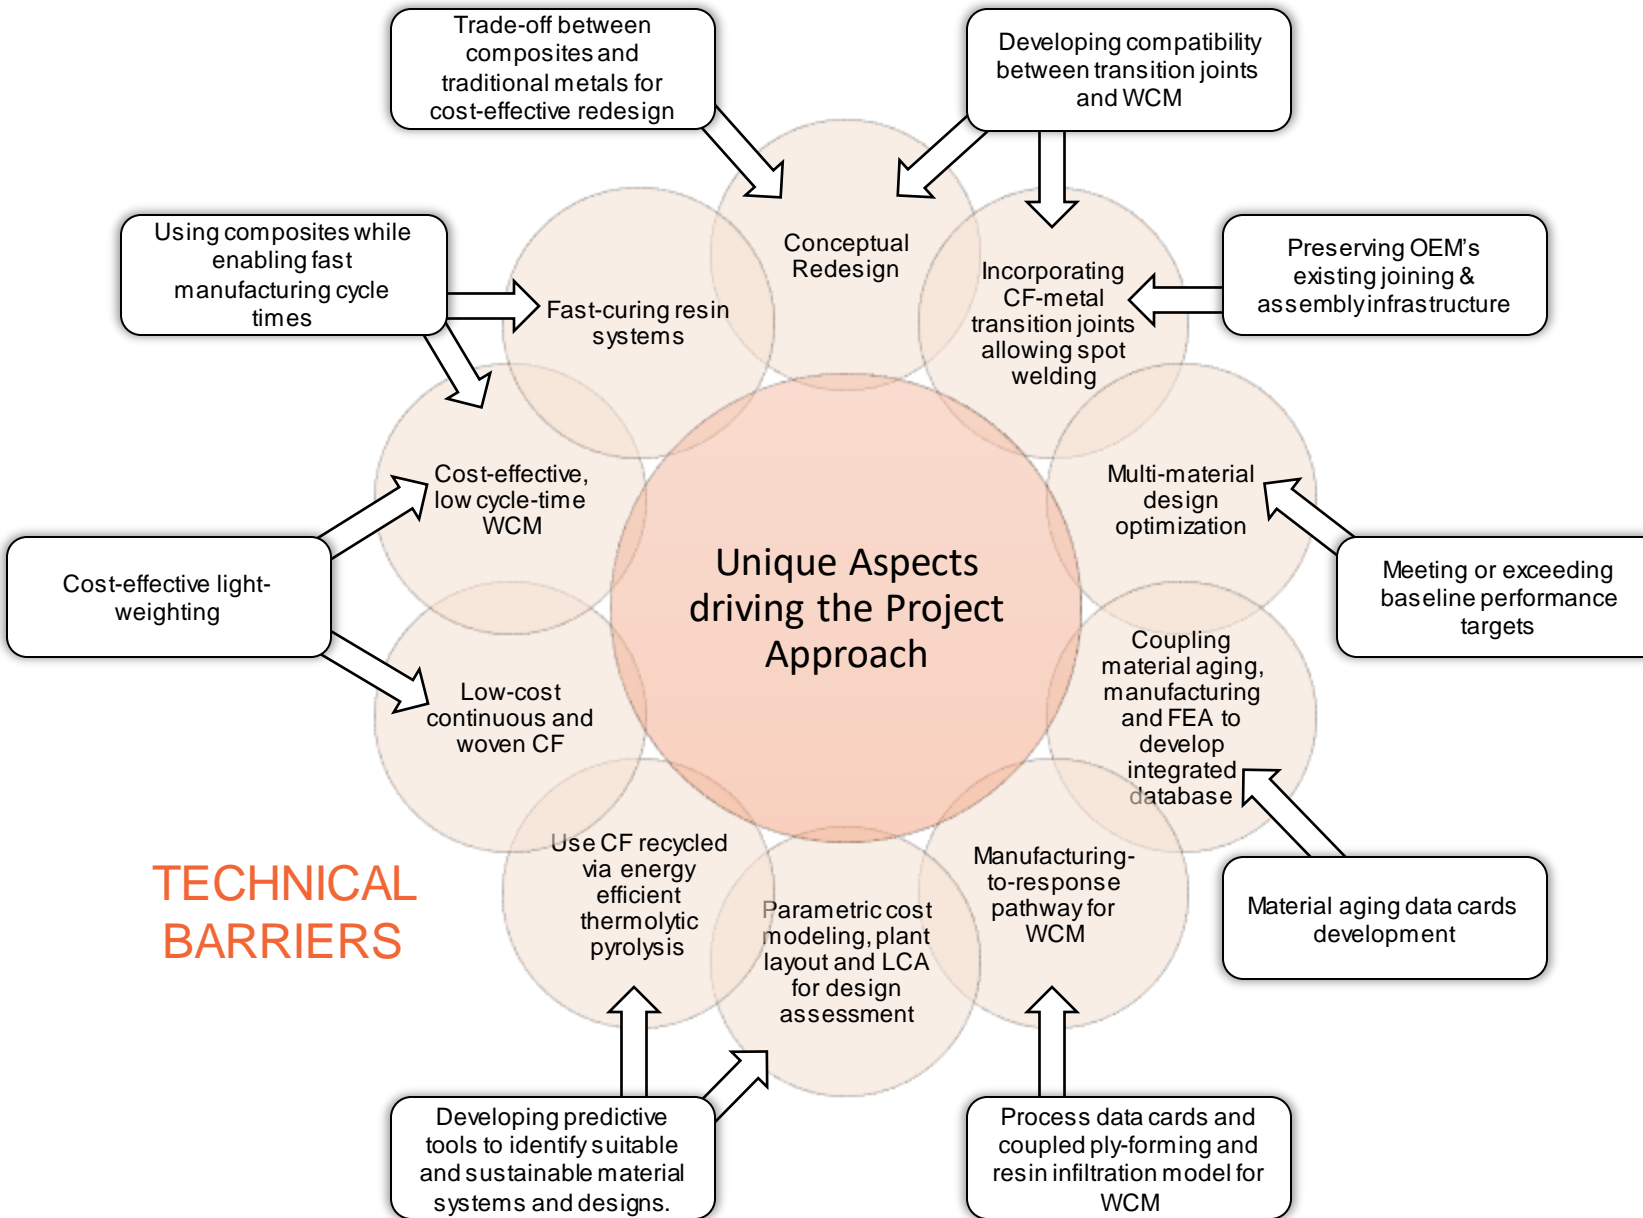 Trade-off between
composites and
traditional metals for
cost-effective redesign
Developing compatibility
between transition joints
and WCM
Using composites while
enabling fast
manufacturing cycle
times
Preserving OEM's
existing joining &
assembly infrastructure
Conceptual
Redesign
Incorporating
CF-metal
transition joints
allowing spot
welding
Fast-curing resin
systems
Cost-effective,
low cycle-time
WCM
Multi-material
design
optimization
Cost-effective light-
weighting
Unique Aspects
driving the Project
Approach
Meeting or exceeding
baseline performance
targets
Low-cost
continuous and
woven CF
Coupling
material aging,
manufacturing
and FEA to
develop
integrated
database
Use CF recycled
via energy
efficient
thermolytic
pyrolysis
Parametric cost
modeling, plant
layout and LCA
for design
assessment
Manufacturing-
to-response
pathway for
WCM
TECHNICAL
BARRIERS
Material aging data cards
development
Developing predictive
tools to identify suitable
and sustainable material
systems and designs.
Process data cards and
coupled ply-forming and
resin infiltration model for
WCM